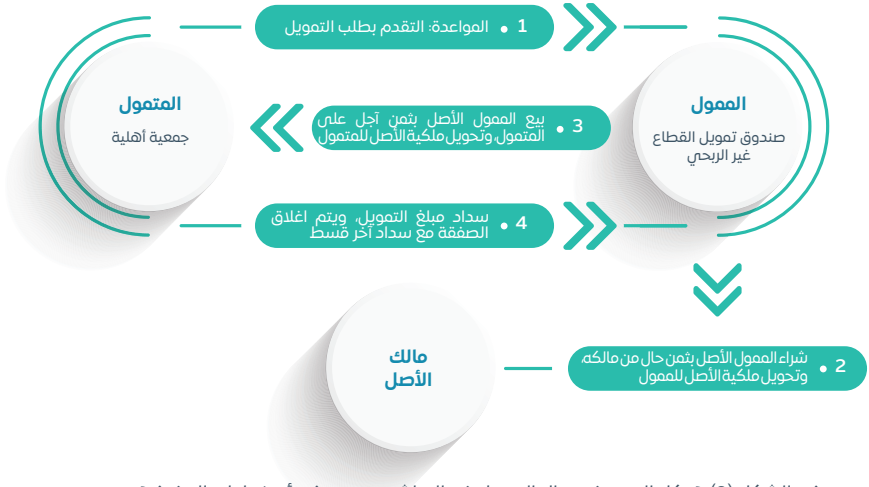 1 • المواعدة: التقدم بطلب التمويل
الممول
صندوق تمويل القطاع
غير الربحي
المتمول
جمعية أهلية
3 • بيع الممول الأصل بثمن آجل على
المتمول، وتحويل ملكية الأصل للمتمول
4 • سداد مبلغ التمويل، ويتم اغلاق
الصفقة مع سداد آخر قسط
2 • شراء الممول الأصل بثمن حال من مالكه،
وتحويل ملكية الأصل للممول
مالك
الأصل